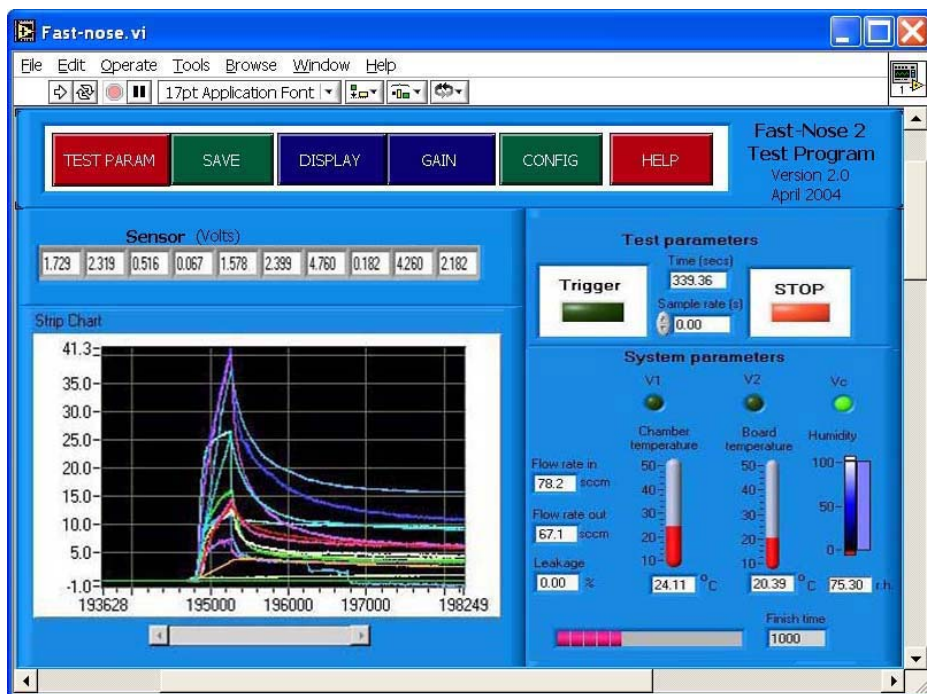 Fast-nose.vi
File Edit Operate Tools Browse Window Help
17pt Application Font
1
TEST PARAM SAVE DISPLAY GAIN CONFIG HELP
Fast-Nose 2
Test Program
Version 2.0
April 2004
Sensor (Volts)
1.729 2.319 0.516 0.067 1.578 2.399 4.760 0.182 4.260 2.182
Test parameters
Trigger
Time (secs)
339.36
Sample rate (s)
0.00
STOP
Strip Chart
41.3
35.0
30.0
25.0
20.0
15.0
10.0
5.0
-1.0
193628 195000 196000 197000 198249
System parameters
V1 V2 Vc
Flow rate in
78.2 sccm
Flow rate out
67.1 sccm
Leakage
0.00 %
Chamber
temperature
50
40
30
20
10
24.11 °C
Board
temperature
50
40
30
20
10
20.39 °C
Humidity
100
50
0
75.30 r.h.
Finish time
1000